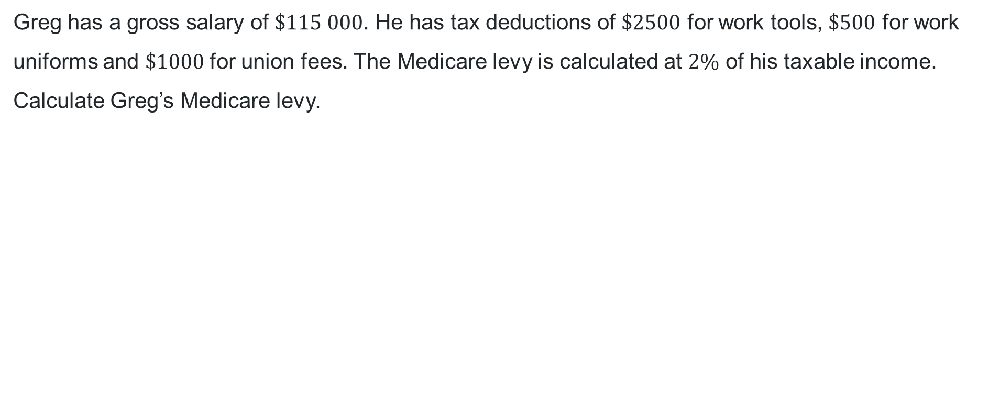 Greg has a gross salary of $115 000. He has tax deductions of $2500 for work tools, $500 for work
uniforms and $1000 for union fees. The Medicare levy is calculated at 2% of his taxable income.
Calculate Greg’s Medicare levy.